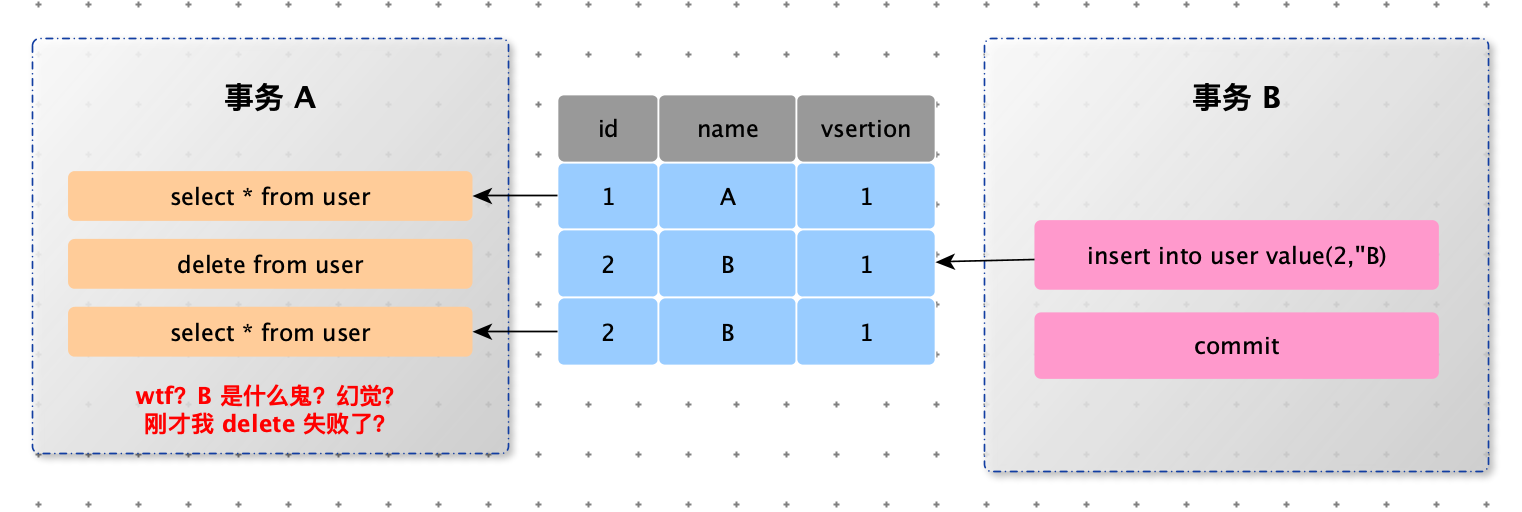 事务 A
select * from user
delete from user
select * from user
wtf？B 是什么鬼？幻觉？
刚才我 delete 失败了？
id name vsertion
1 A 1
2 B 1
2 B 1
事务 B
insert into user value(2,"B)
commit